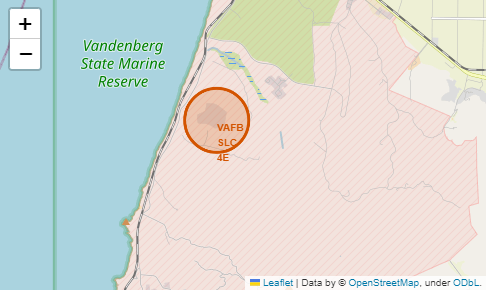 +
−
Vandenberg
State Marine
Reserve
VAFB
SLC
4E
Leaflet | Data by © OpenStreetMap, under ODbL.